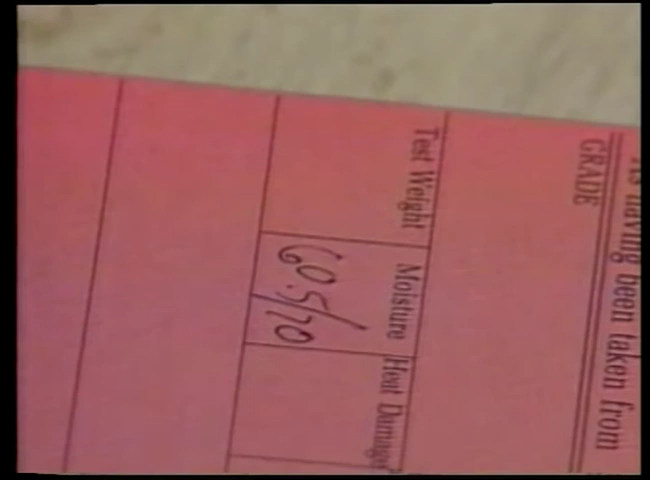 As having been taken from
GRADE
Test Weight Moisture Heat Damage
60.5/70